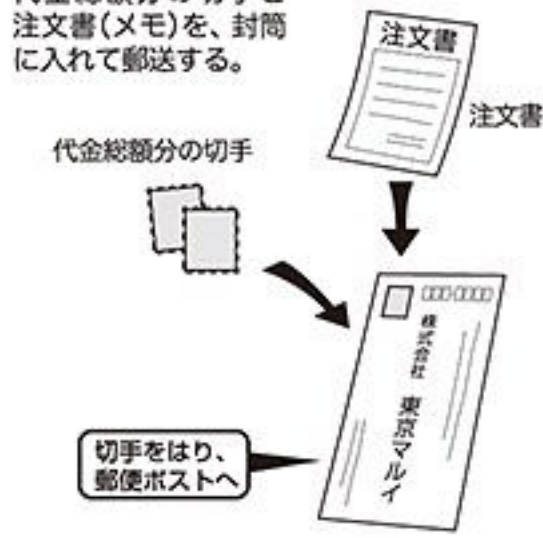 注文書(メモ)を、封筒
に入れて郵送する。
注文書
注文書
代金総額分の切手
株式会社 東京マルイ
切手をはり、
郵便ポストへ